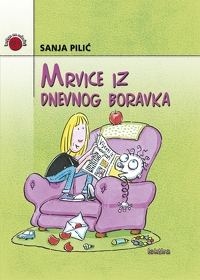 SANJA PILIĆ
MRVICE IZ
DNEVNOG BORAVKA